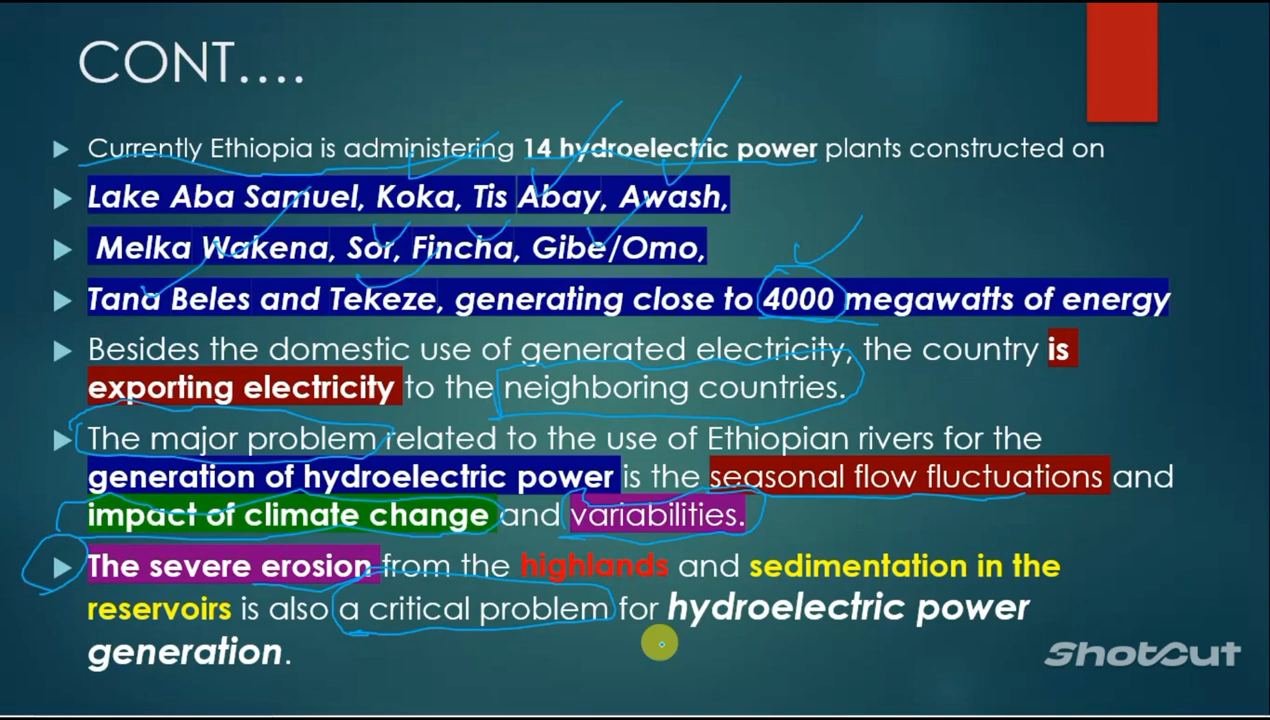 CONT....
Currently Ethiopia is administering 14 hydroelectric power plants constructed on
Lake Aba Samuel, Koka, Tis Abay, Awash,
Melka Wakena, Sor, Fincha, Gibe/Omo,
Tana Beles and Tekeze, generating close to 4000 megawatts of energy
Besides the domestic use of generated electricity, the country is
exporting electricity to the neighboring countries.
The major problem related to the use of Ethiopian rivers for the
generation of hydroelectric power is the seasonal flow fluctuations and
impact of climate change and variabilities.
The severe erosion from the highlands and sedimentation in the
reservoirs is also a critical problem for hydroelectric power
generation.
ShotCut